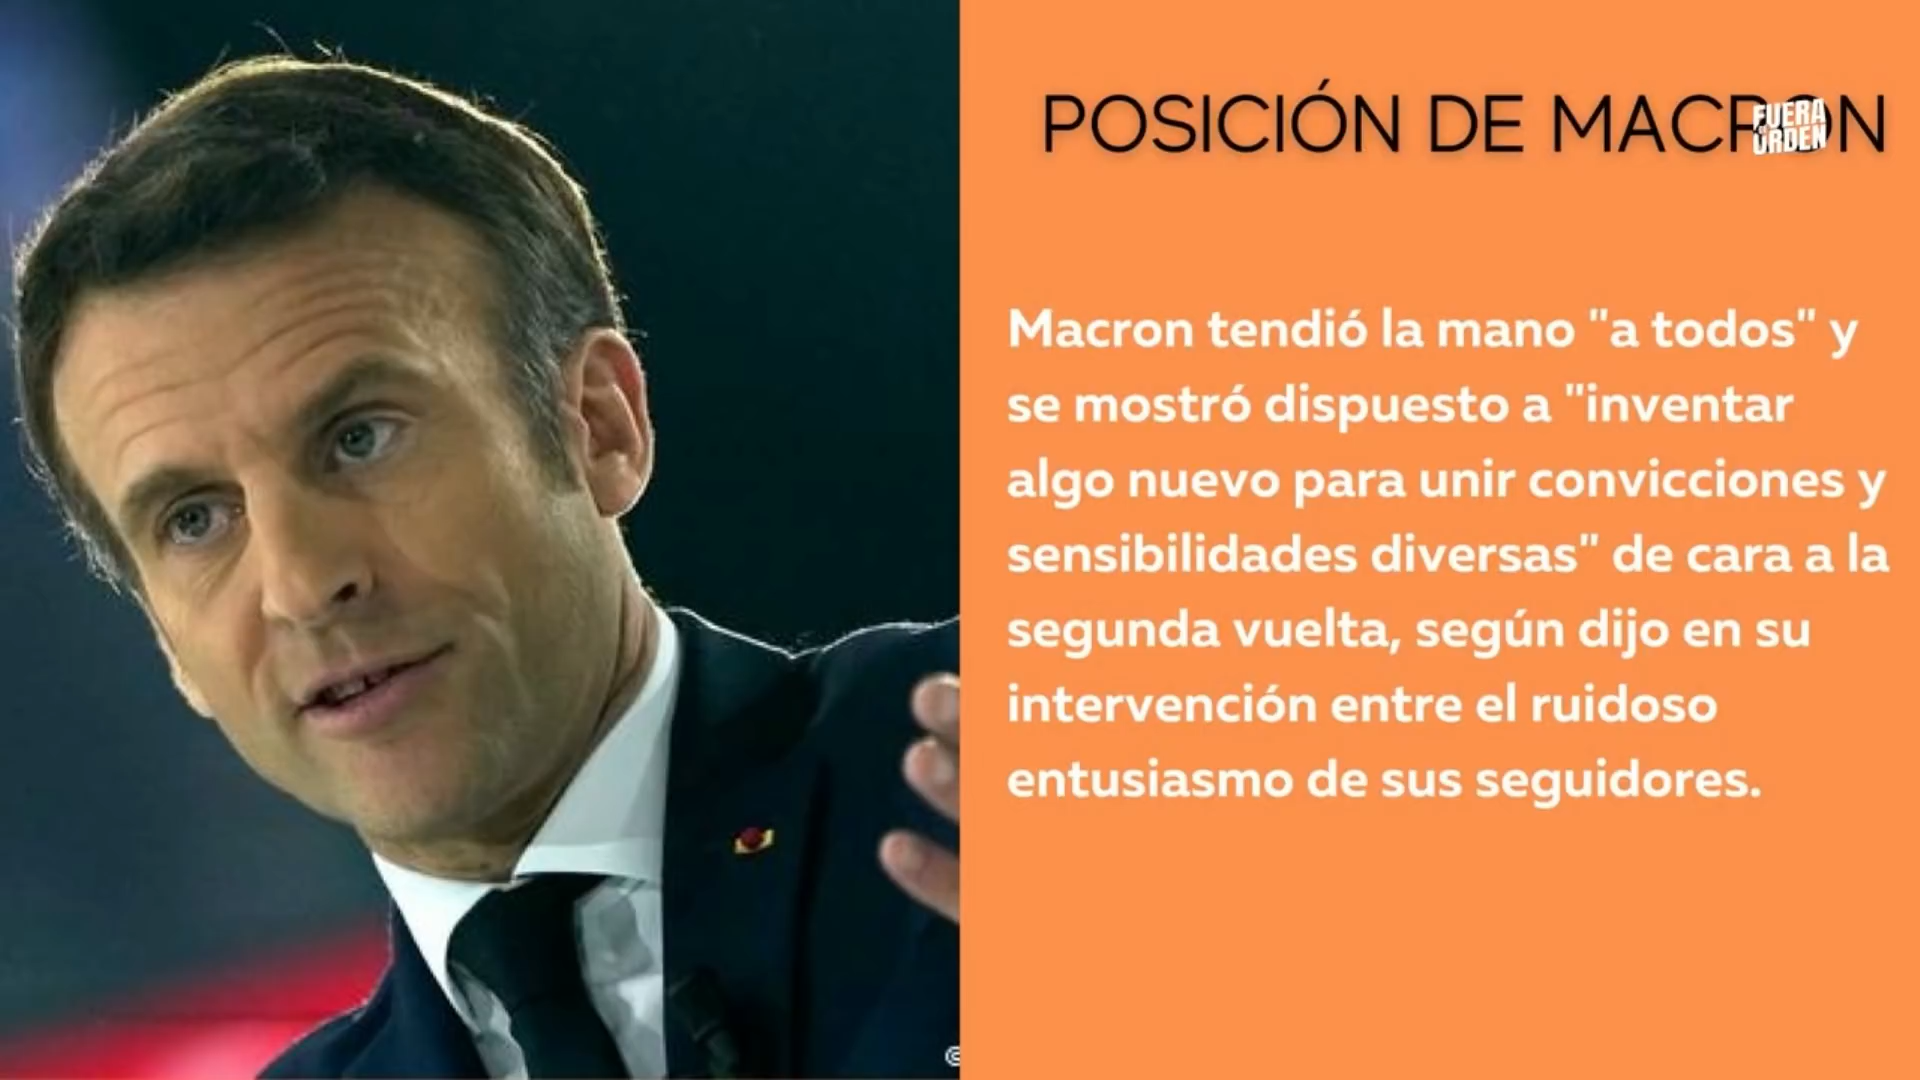 POSICIÓN DE MACRON
FUERA
ORDEN
Macron tendió la mano "a todos" y
se mostró dispuesto a "inventar
algo nuevo para unir convicciones y
sensibilidades diversas" de cara a la
segunda vuelta, según dijo en su
intervención entre el ruidoso
entusiasmo de sus seguidores.